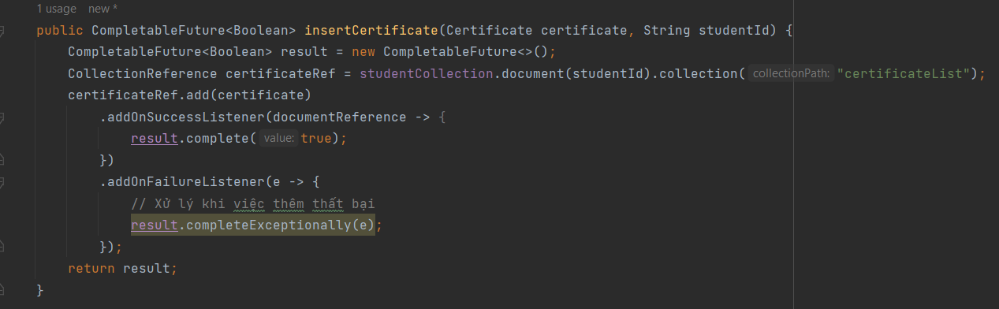 1 usage new *
public CompletableFuture<Boolean> insertCertificate(Certificate certificate, String studentId) {
    CompletableFuture<Boolean> result = new CompletableFuture<>();
    CollectionReference certificateRef = studentCollection.document(studentId).collection( collectionPath: "certificateList");
    certificateRef.add(certificate)
        .addOnSuccessListener(documentReference -> {
            result.complete( value: true);
        })
        .addOnFailureListener(e -> {
            // Xử lý khi việc thêm thất bại
            result.completeExceptionally(e);
        });
    return result;
}